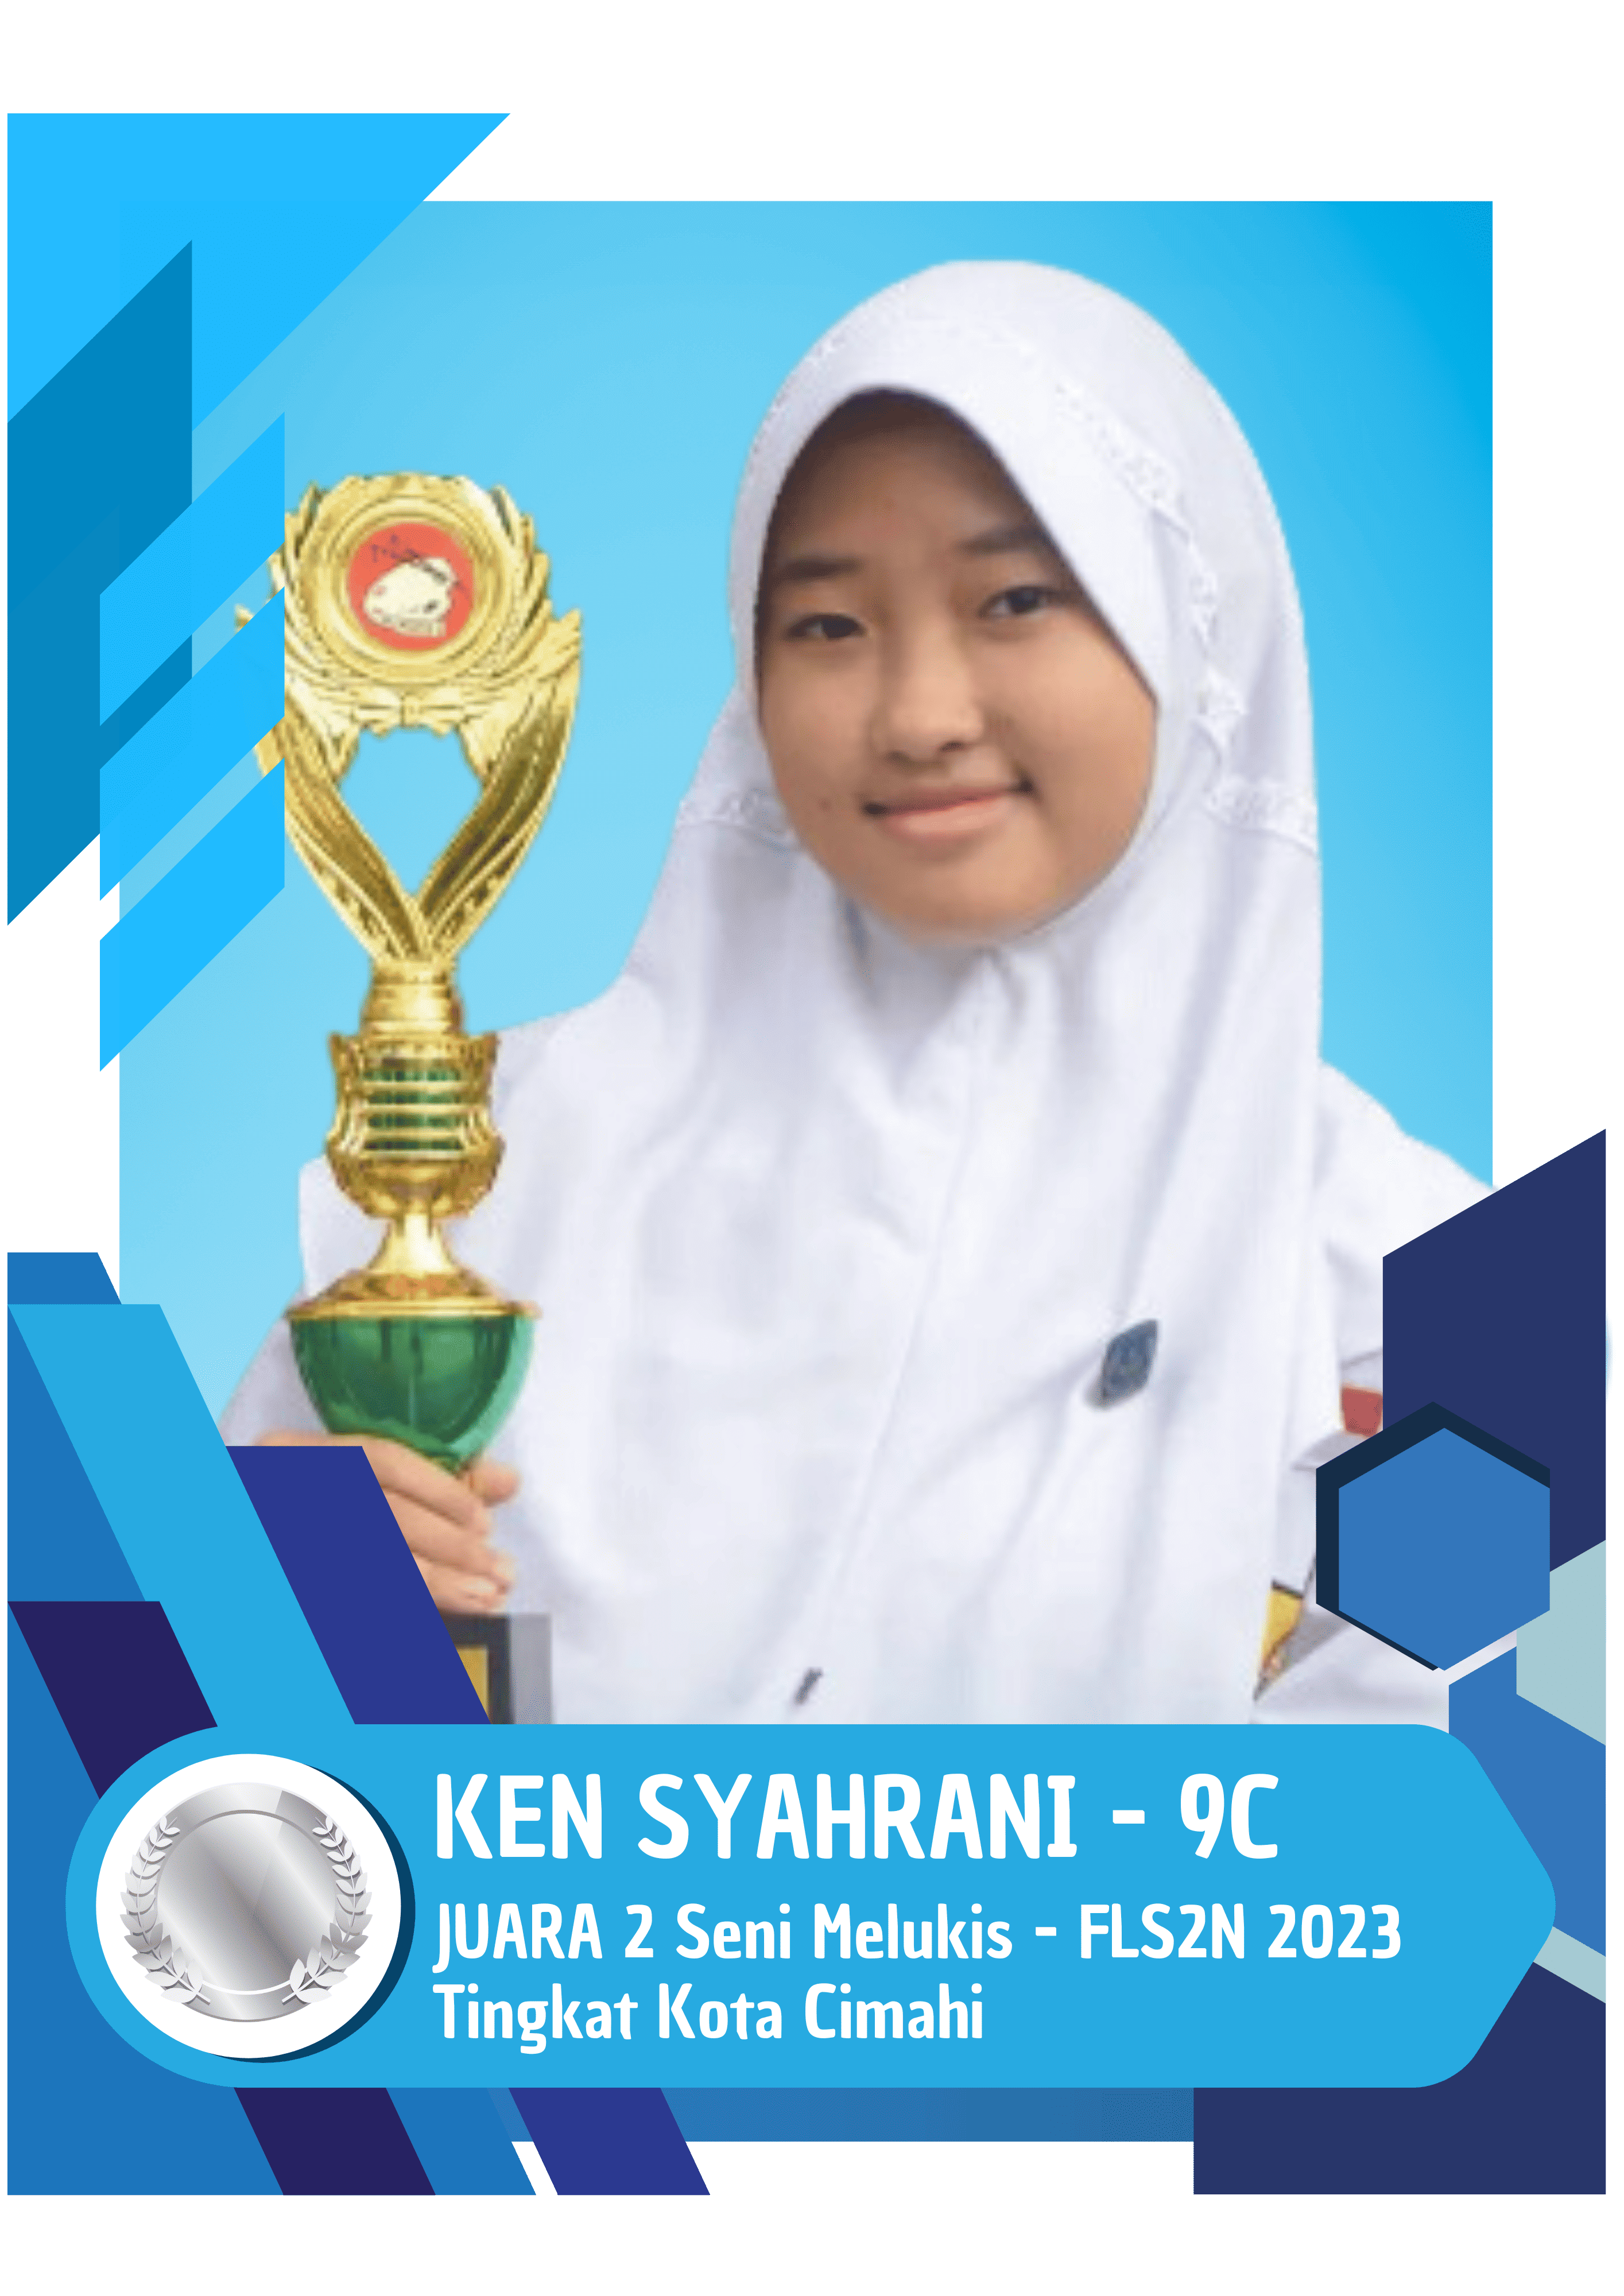 KEN SYAHRANI - 9C
JUARA 2 Seni Melukis - FLS2N 2023
Tingkat Kota Cimahi